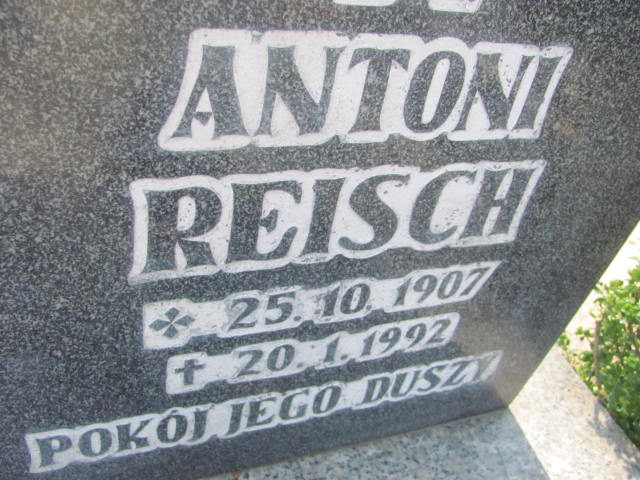 ANTONI
REISCH
25.10.1907
† 20.1.1992
POKÓJ JEGO DUSZY